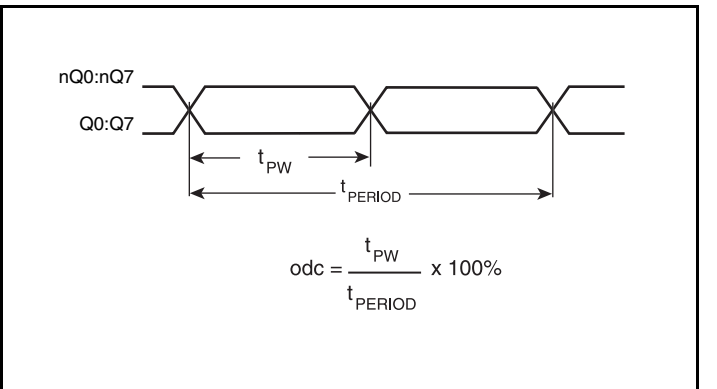 nQ0:nQ7
Q0:Q7
tPW
tPERIOD
odc = tPW / tPERIOD x 100%